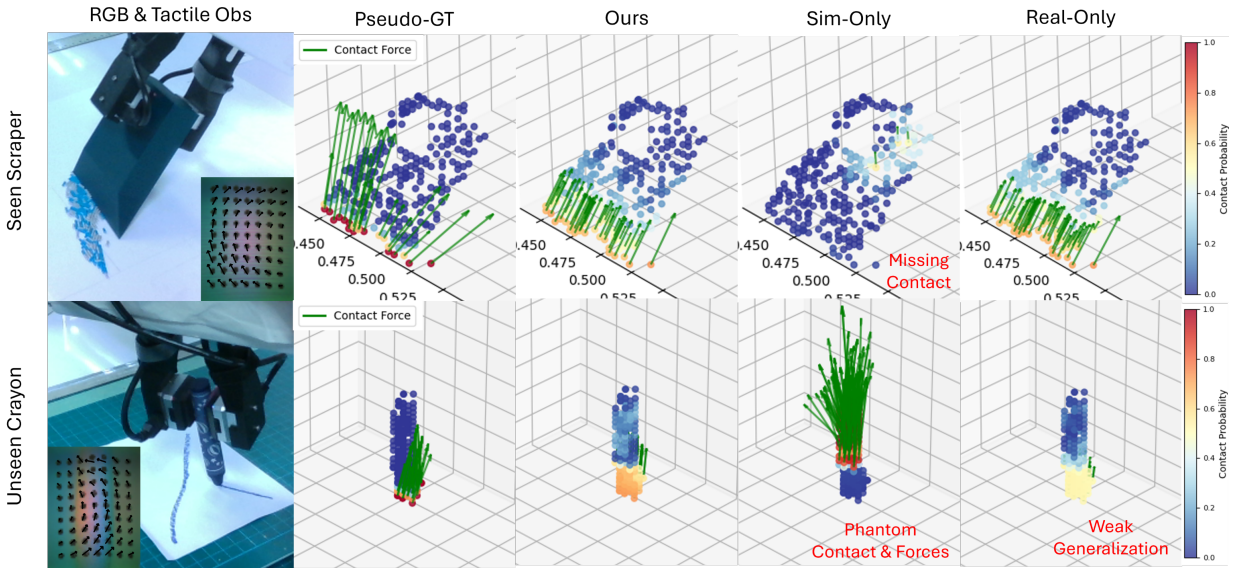 RGB & Tactile Obs
Pseudo-GT
Ours
Sim-Only
Real-Only
Seen Scraper
Contact Force
0.450
0.475
0.500
0.525
0.450
0.475
0.500
0.525
Missing
Contact
0.450
0.475
0.500
0.525
0.450
0.475
0.500
0.525
1.0
0.8
0.6
0.4
0.2
0.0
Contact Probability
Unseen Crayon
Contact Force
Phantom
Contact & Forces
Weak
Generalization
1.0
0.8
0.6
0.4
0.2
0.0
Contact Probability